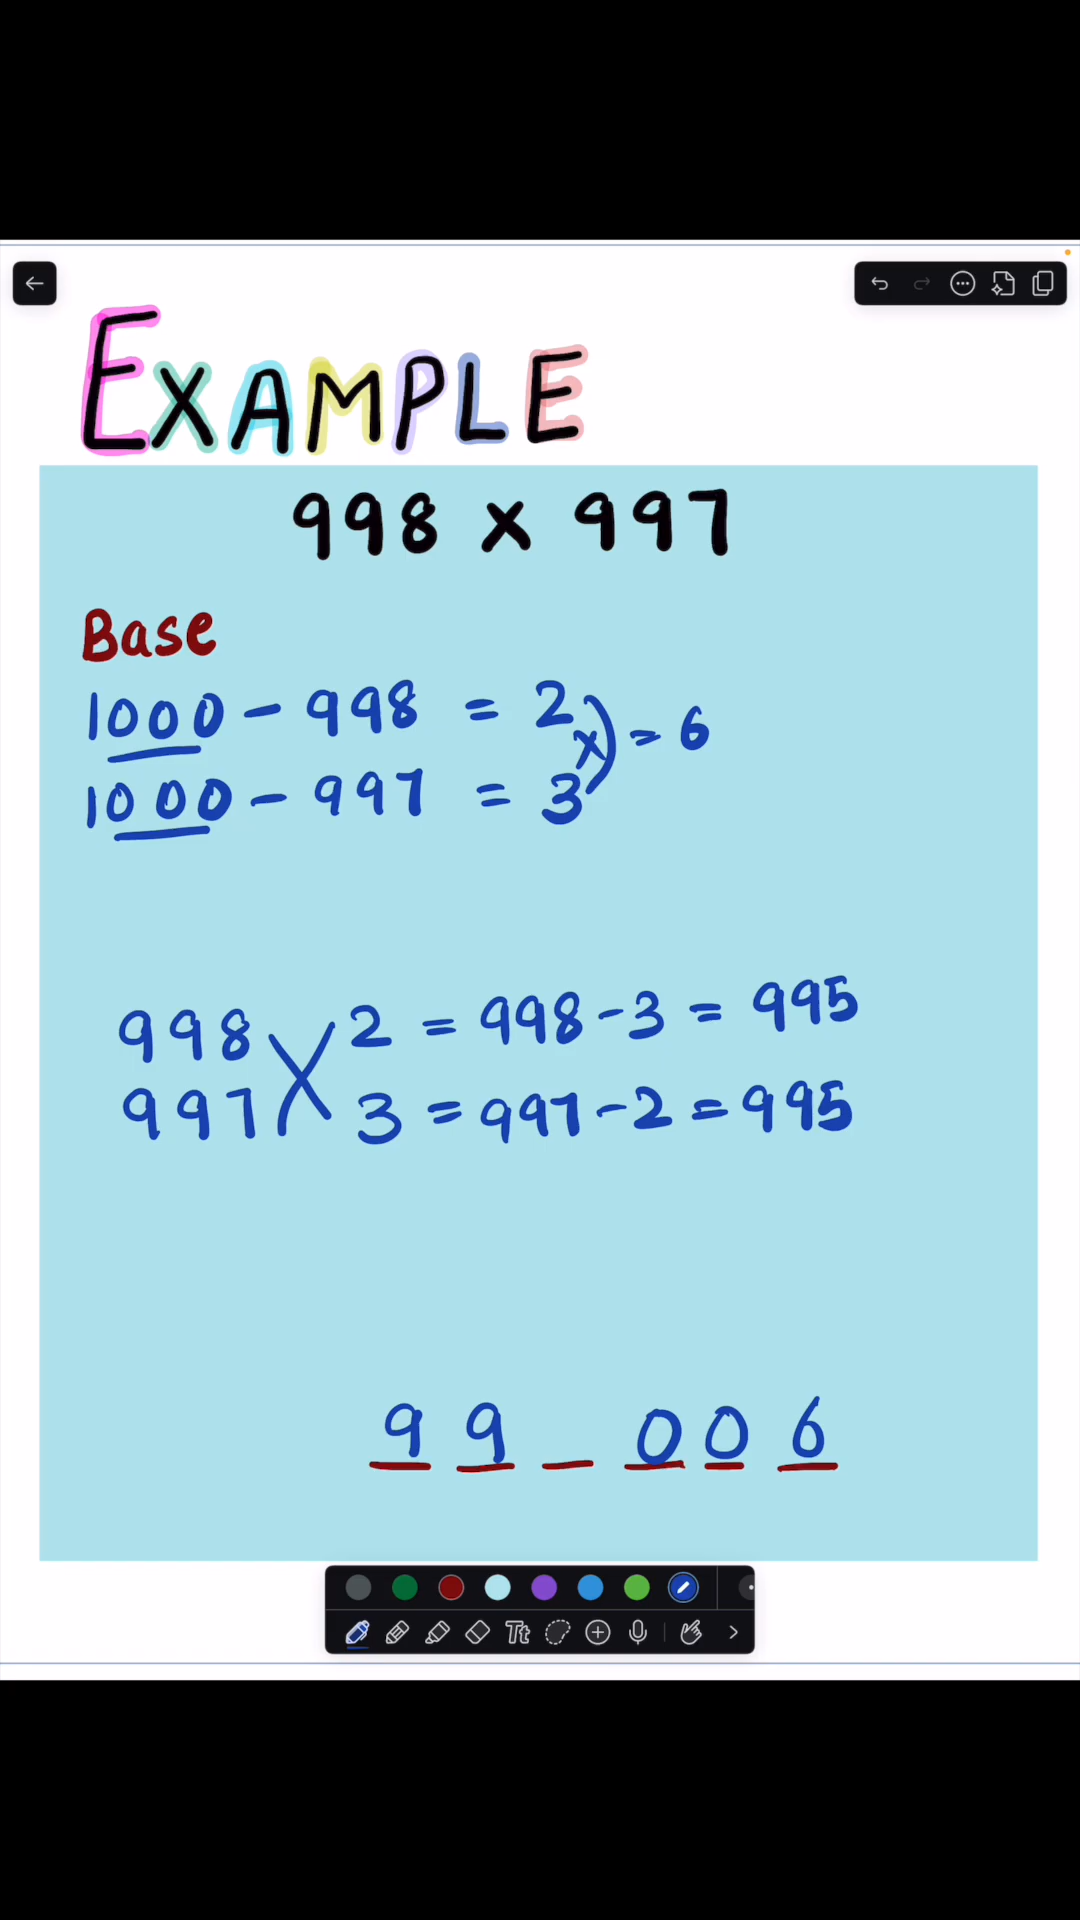 EXAMPLE
998 x 997
Base
1000 - 998 = 2
x) = 6
1000 - 997 = 3
998 2 = 998 - 3 = 995
997 3 = 997 - 2 = 995
9 9 _ 0 0 6
Tt